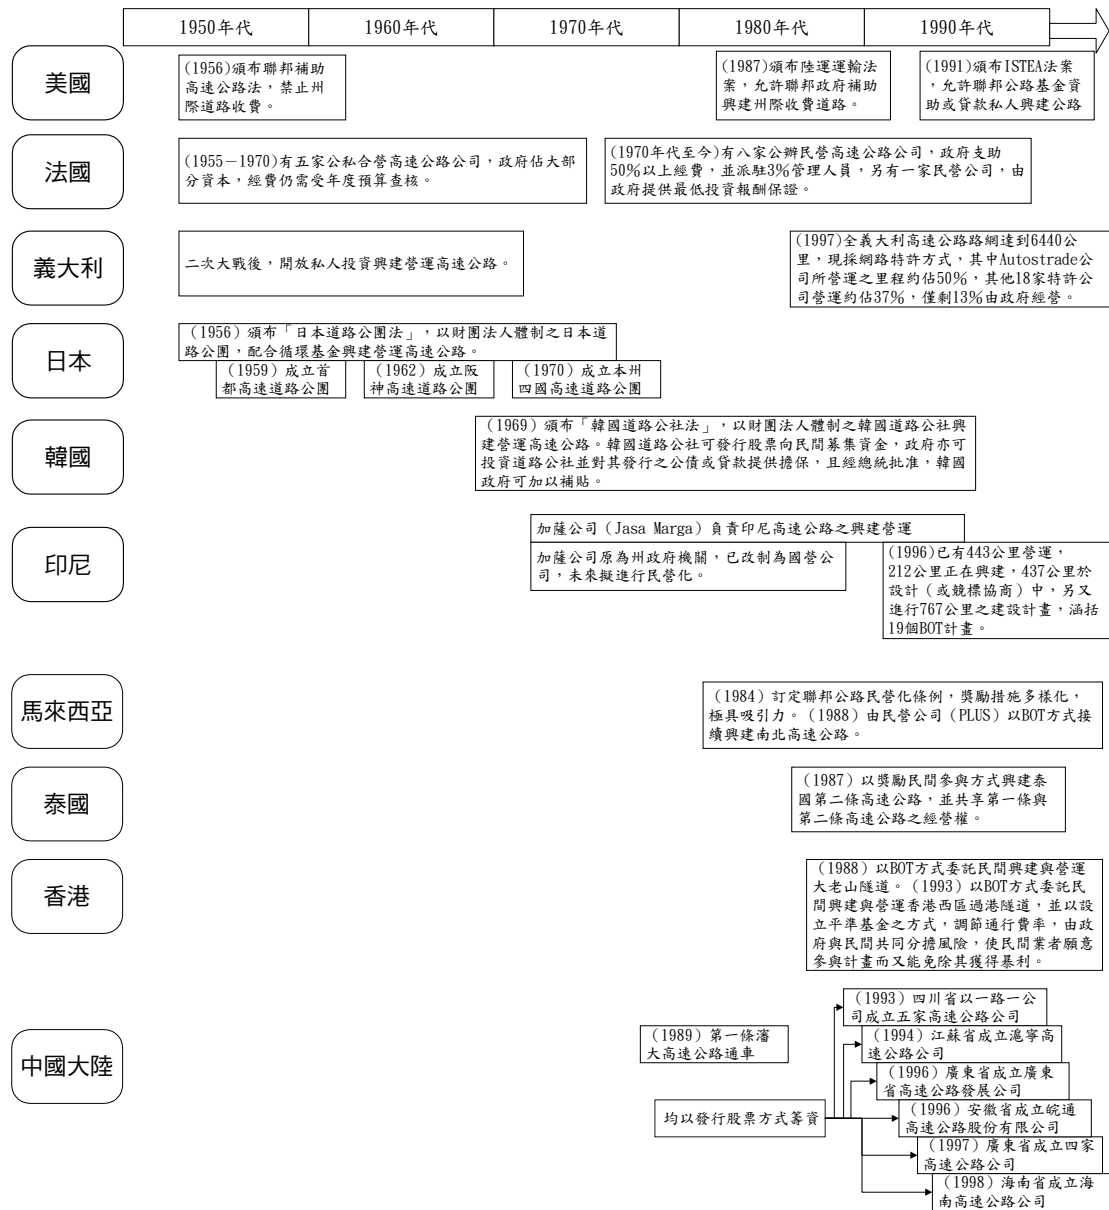 1950年代 1960年代 1970年代 1980年代 1990年代
美國
(1956)頒布聯邦補助
高速公路法，禁止州
際道路收費。
(1987)頒布陸運運輸法
案，允許聯邦政府補助
興建州際收費道路。
(1991)頒布ISTEA法案
，允許聯邦公路基金資
助或貸款私人興建公路
法國
(1955－1970)有五家公私合營高速公路公司，政府佔大部
分資本，經費仍需受年度預算查核。
(1970年代至今)有八家公辦民營高速公路公司，政府支助
50%以上經費，並派駐3%管理人員，另有一家民營公司，由
政府提供最低投資報酬保證。
義大利
二次大戰後，開放私人投資興建營運高速公路。
(1997)全義大利高速公路路網達到6440公
里，現採網路特許方式，其中Autostrade公
司所營運之里程約佔50%，其他18家特許公
司營運約佔37%，僅剩13%由政府經營。
日本
(1956) 頒布「日本道路公團法」，以財團法人體制之日本道
路公團，配合循環基金興建營運高速公路。
(1959) 成立首
都高速道路公團
(1962) 成立阪
神高速道路公團
(1970) 成立本州
四國高速道路公團
韓國
(1969) 頒布「韓國道路公社法」，以財團法人體制之韓國道路公社興
建營運高速公路。韓國道路公社可發行股票向民間募集資金，政府亦可
投資道路公社並對其發行之公債或貸款提供擔保，且經總統批准，韓國
政府可加以補貼。
印尼
加薩公司 (Jasa Marga) 負責印尼高速公路之興建營運
加薩公司原為州政府機關，已改制為國營公
司，未來擬進行民營化。
(1996)已有443公里營運，
212公里正在興建，437公里於
設計（或競標協商）中，另又
進行767公里之建設計畫，涵括
19個BOT計畫。
馬來西亞
(1984) 訂定聯邦公路民營化條例，獎勵措施多樣化，
極具吸引力。(1988) 由民營公司 (PLUS) 以BOT方式接
續興建南北高速公路。
泰國
(1987) 以獎勵民間參與方式興建泰
國第二條高速公路，並共享第一條與
第二條高速公路之經營權。
香港
(1988) 以BOT方式委託民間興建與營運
大老山隧道。(1993) 以BOT方式委託民
間興建與營運香港西區過港隧道，並以設
立平準基金之方式，調節通行費率，由政
府與民間共同分擔風險，使民間業者願意
參與計畫而又能免除其獲得暴利。
中國大陸
(1989) 第一條瀋
大高速公路通車
均以發行股票方式籌資
(1993) 四川省以一路一公
司成立五家高速公路公司
(1994) 江蘇省成立滬寧高
速公路公司
(1996) 廣東省成立廣東
省高速公路發展公司
(1996) 安徽省成立皖通
高速公路股份有限公司
(1997) 廣東省成立四家
高速公路公司
(1998) 海南省成立海
南高速公路公司